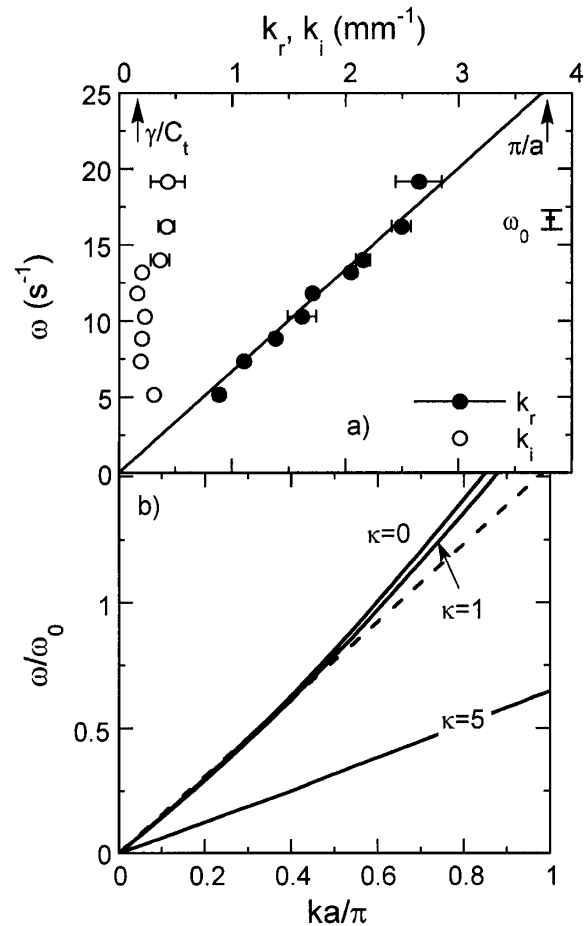 k_r, k_i (mm⁻¹)
0 1 2 3 4
25
20
15
10
5
0
ω (s⁻¹)
γ/C_t
π/a
ω₀
a)
k_r
k_i
b)
κ=0
κ=1
κ=5
1
0.5
0
ω/ω₀
0 0.2 0.4 0.6 0.8 1
ka/π